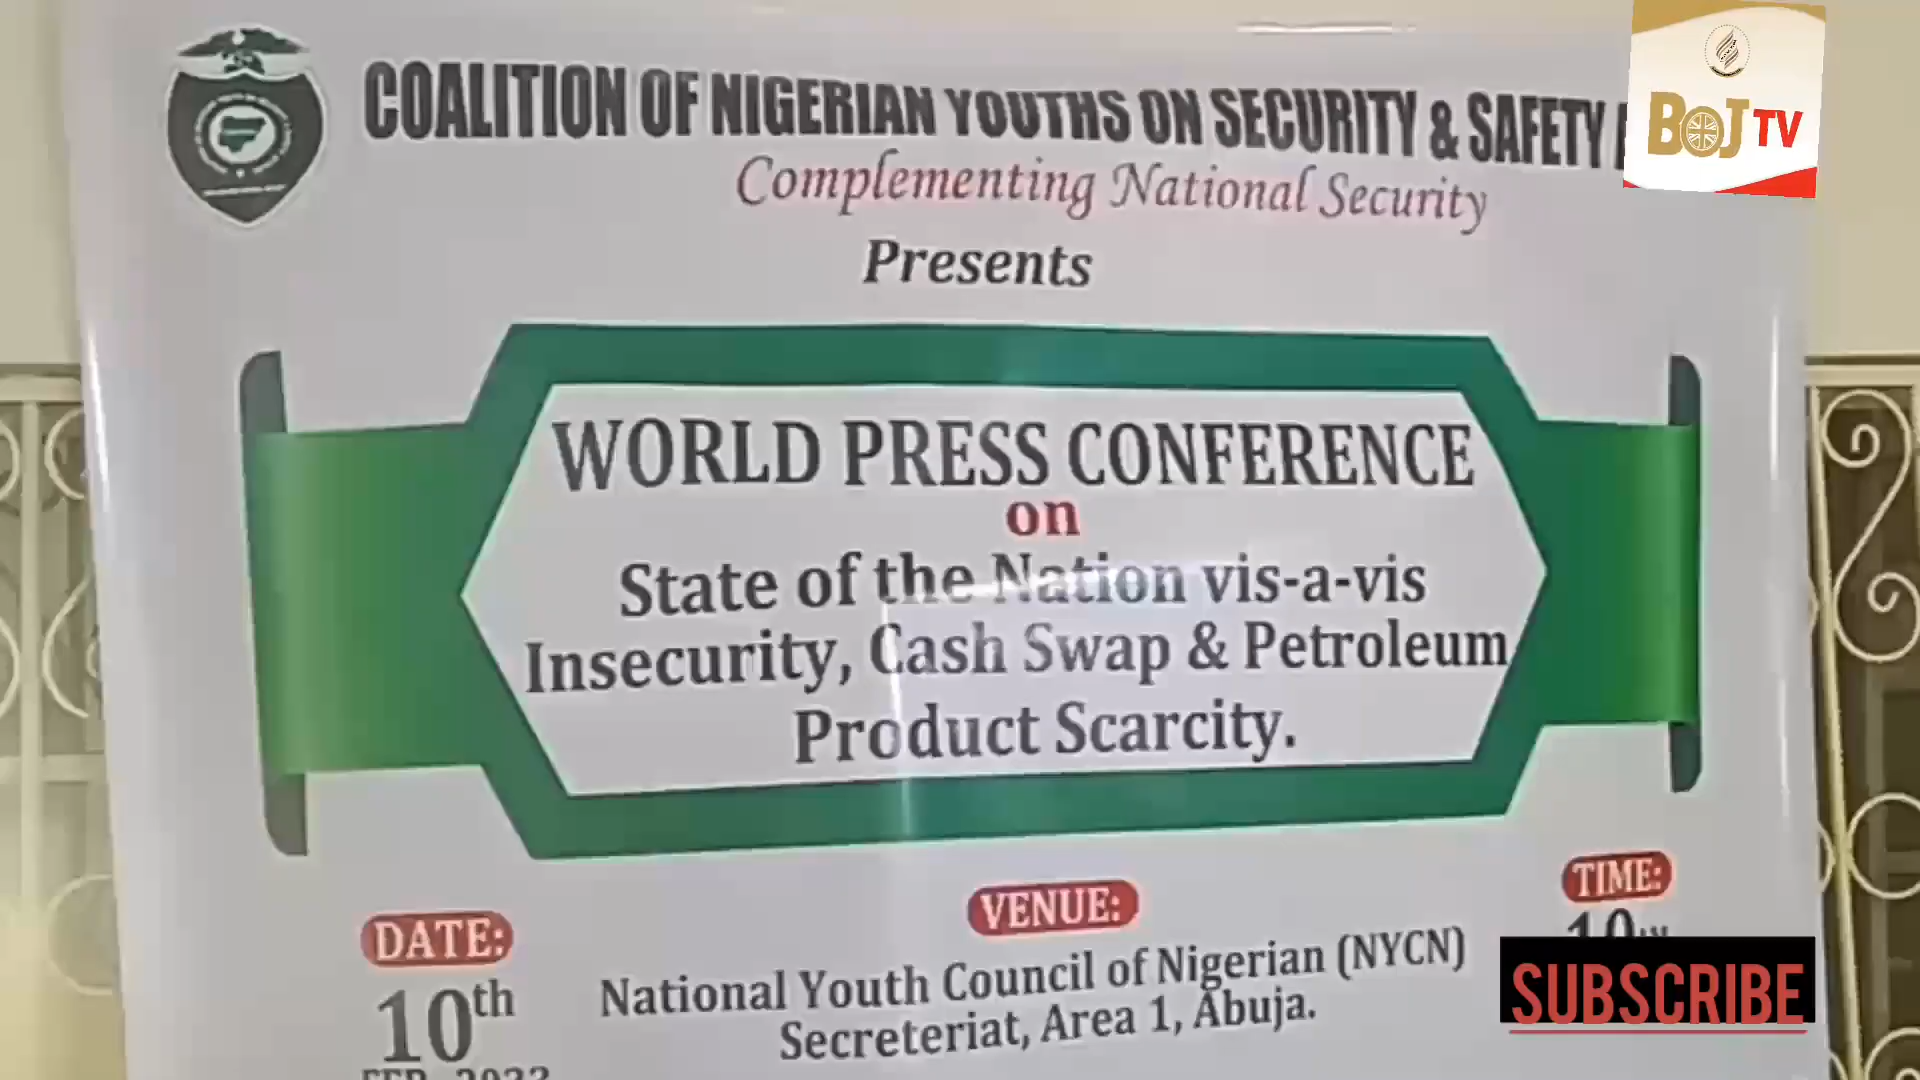 COALITION OF NIGERIAN YOUTHS ON SECURITY & SAFETY
BOJ TV
Complementing National Security
Presents
WORLD PRESS CONFERENCE
on
State of the Nation vis-a-vis
Insecurity, Cash Swap & Petroleum
Product Scarcity.
DATE:
10th
VENUE:
National Youth Council of Nigerian (NYCN)
Secreteriat, Area 1, Abuja.
TIME:
SUBSCRIBE